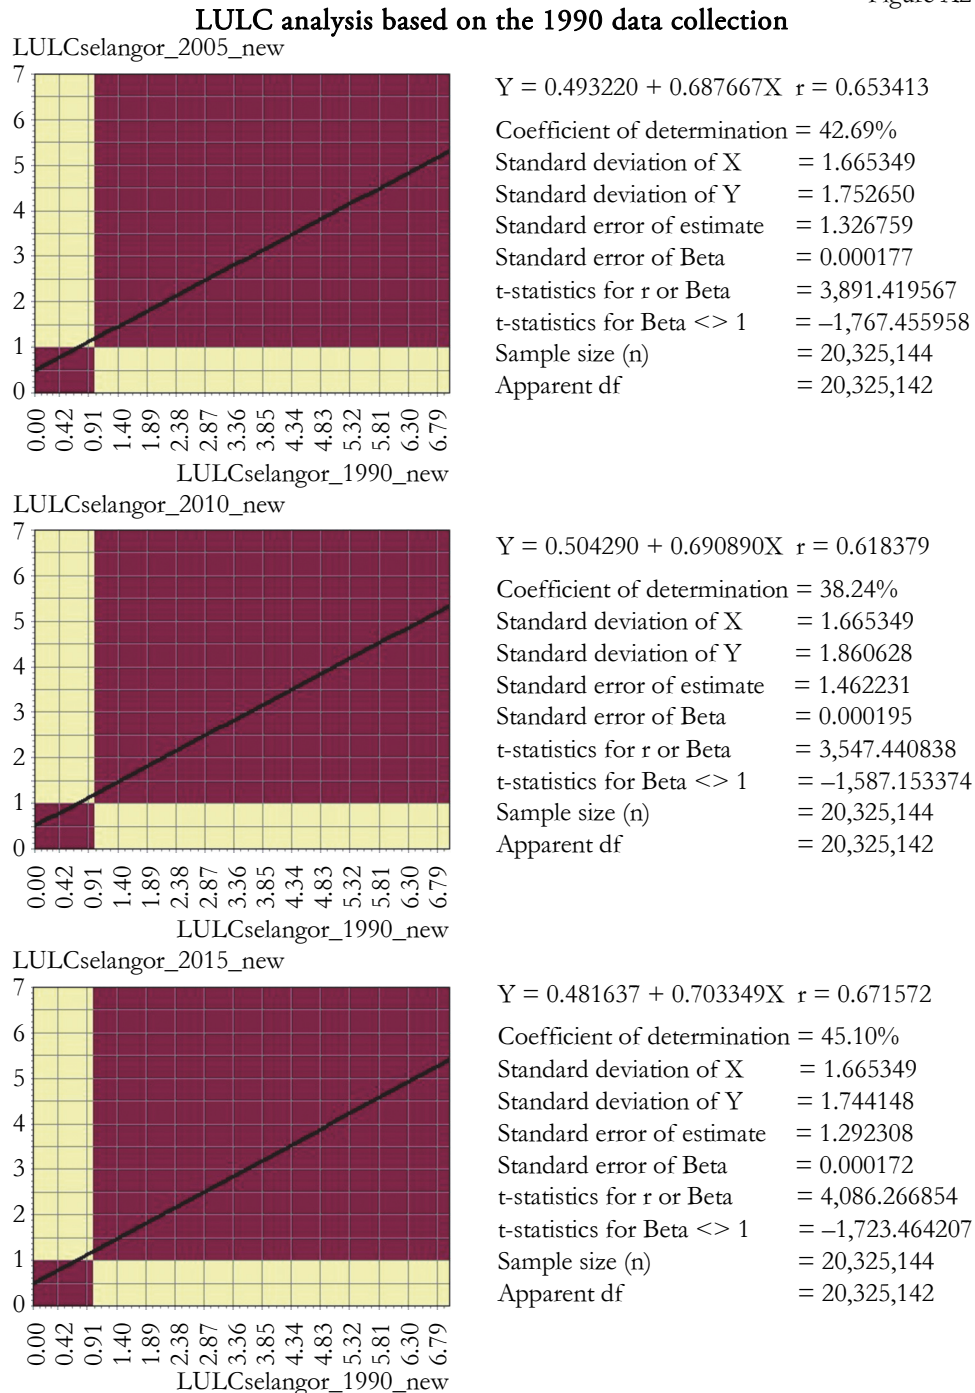 LULC analysis based on the 1990 data collection
LULCselangor_2005_new
7
6
5
4
3
2
1
0
0.00 0.42 0.91 1.40 1.89 2.38 2.87 3.36 3.85 4.34 4.83 5.32 5.81 6.30 6.79
LULCselangor_1990_new
Y = 0.493220 + 0.687667X r = 0.653413
Coefficient of determination = 42.69%
Standard deviation of X = 1.665349
Standard deviation of Y = 1.752650
Standard error of estimate = 1.326759
Standard error of Beta = 0.000177
t-statistics for r or Beta = 3,891.419567
t-statistics for Beta <> 1 = –1,767.455958
Sample size (n) = 20,325,144
Apparent df = 20,325,142
LULCselangor_2010_new
7
6
5
4
3
2
1
0
0.00 0.42 0.91 1.40 1.89 2.38 2.87 3.36 3.85 4.34 4.83 5.32 5.81 6.30 6.79
LULCselangor_1990_new
Y = 0.504290 + 0.690890X r = 0.618379
Coefficient of determination = 38.24%
Standard deviation of X = 1.665349
Standard deviation of Y = 1.860628
Standard error of estimate = 1.462231
Standard error of Beta = 0.000195
t-statistics for r or Beta = 3,547.440838
t-statistics for Beta <> 1 = –1,587.153374
Sample size (n) = 20,325,144
Apparent df = 20,325,142
LULCselangor_2015_new
7
6
5
4
3
2
1
0
0.00 0.42 0.91 1.40 1.89 2.38 2.87 3.36 3.85 4.34 4.83 5.32 5.81 6.30 6.79
LULCselangor_1990_new
Y = 0.481637 + 0.703349X r = 0.671572
Coefficient of determination = 45.10%
Standard deviation of X = 1.665349
Standard deviation of Y = 1.744148
Standard error of estimate = 1.292308
Standard error of Beta = 0.000172
t-statistics for r or Beta = 4,086.266854
t-statistics for Beta <> 1 = –1,723.464207
Sample size (n) = 20,325,144
Apparent df = 20,325,142